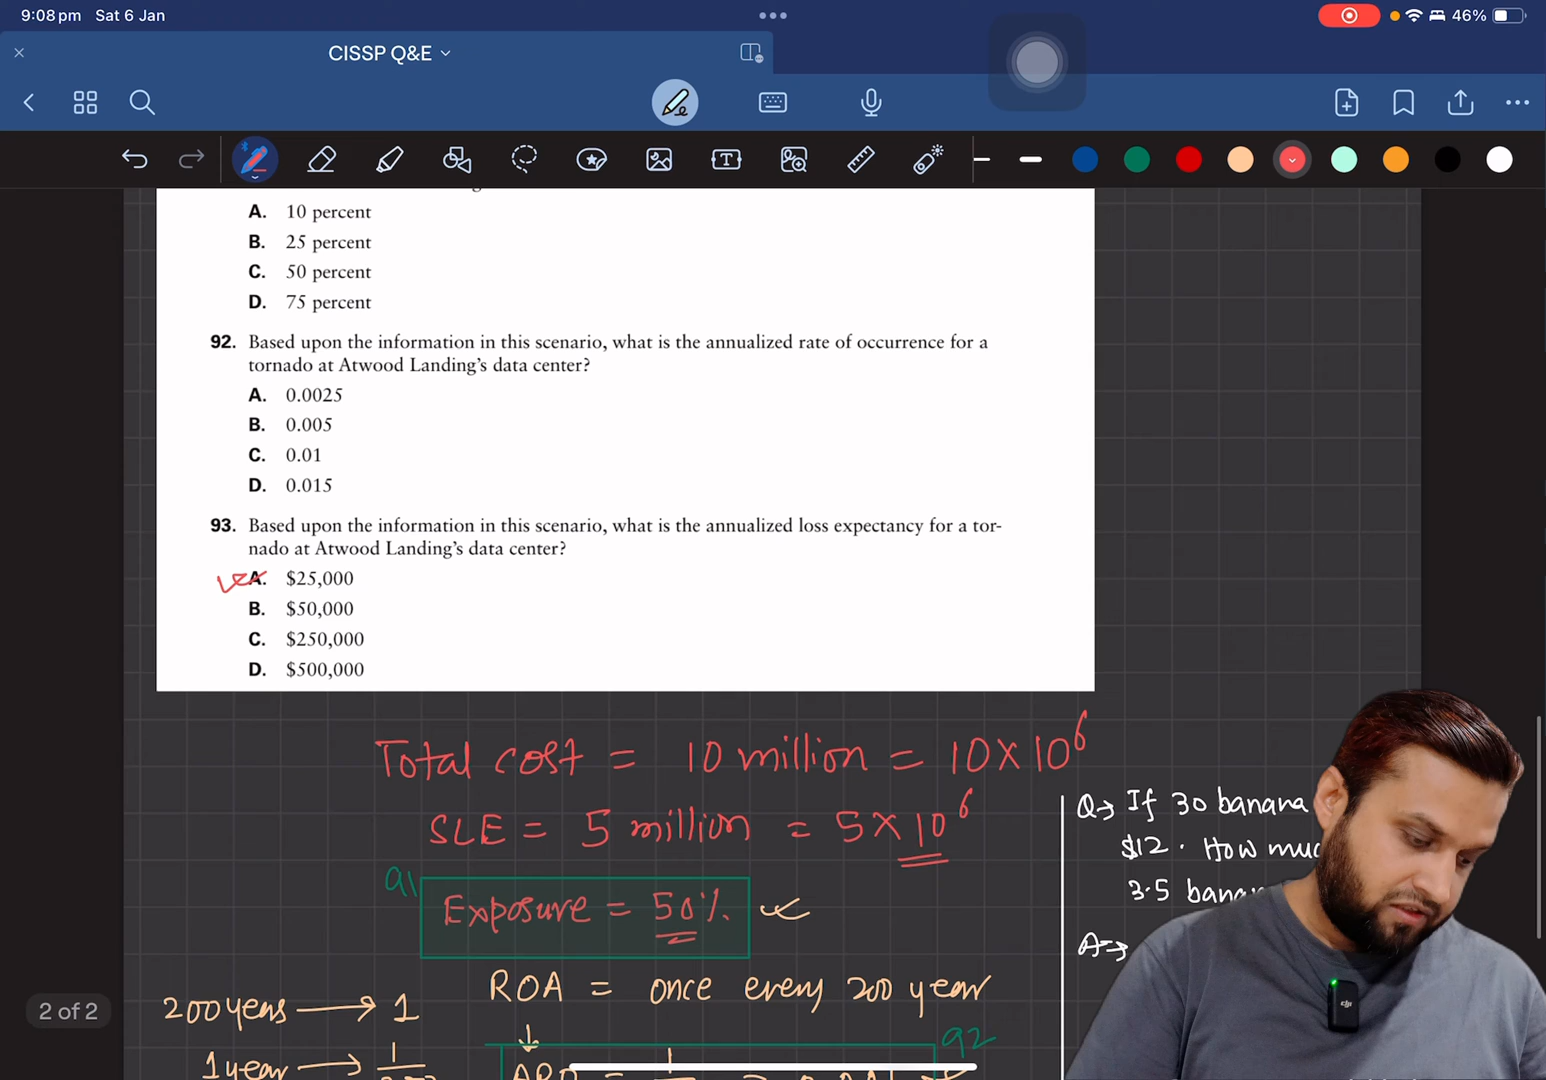 9:08 pm Sat 6 Jan
46%
CISSP Q&E
A. 10 percent
B. 25 percent
C. 50 percent
D. 75 percent
92. Based upon the information in this scenario, what is the annualized rate of occurrence for a
tornado at Atwood Landing's data center?
A. 0.0025
B. 0.005
C. 0.01
D. 0.015
93. Based upon the information in this scenario, what is the annualized loss expectancy for a tor-
nado at Atwood Landing's data center?
A. $25,000
B. $50,000
C. $250,000
D. $500,000
Total cost = 10 million = 10 X 10^6
SLE = 5 million = 5 X 10^6
91
Exposure = 50%.
ROA = once every 200 year
92
200 years → 1
1 year → 1
= 1
Q→ If 30 banana
$12. How
3.5
A→
2 of 2
dji